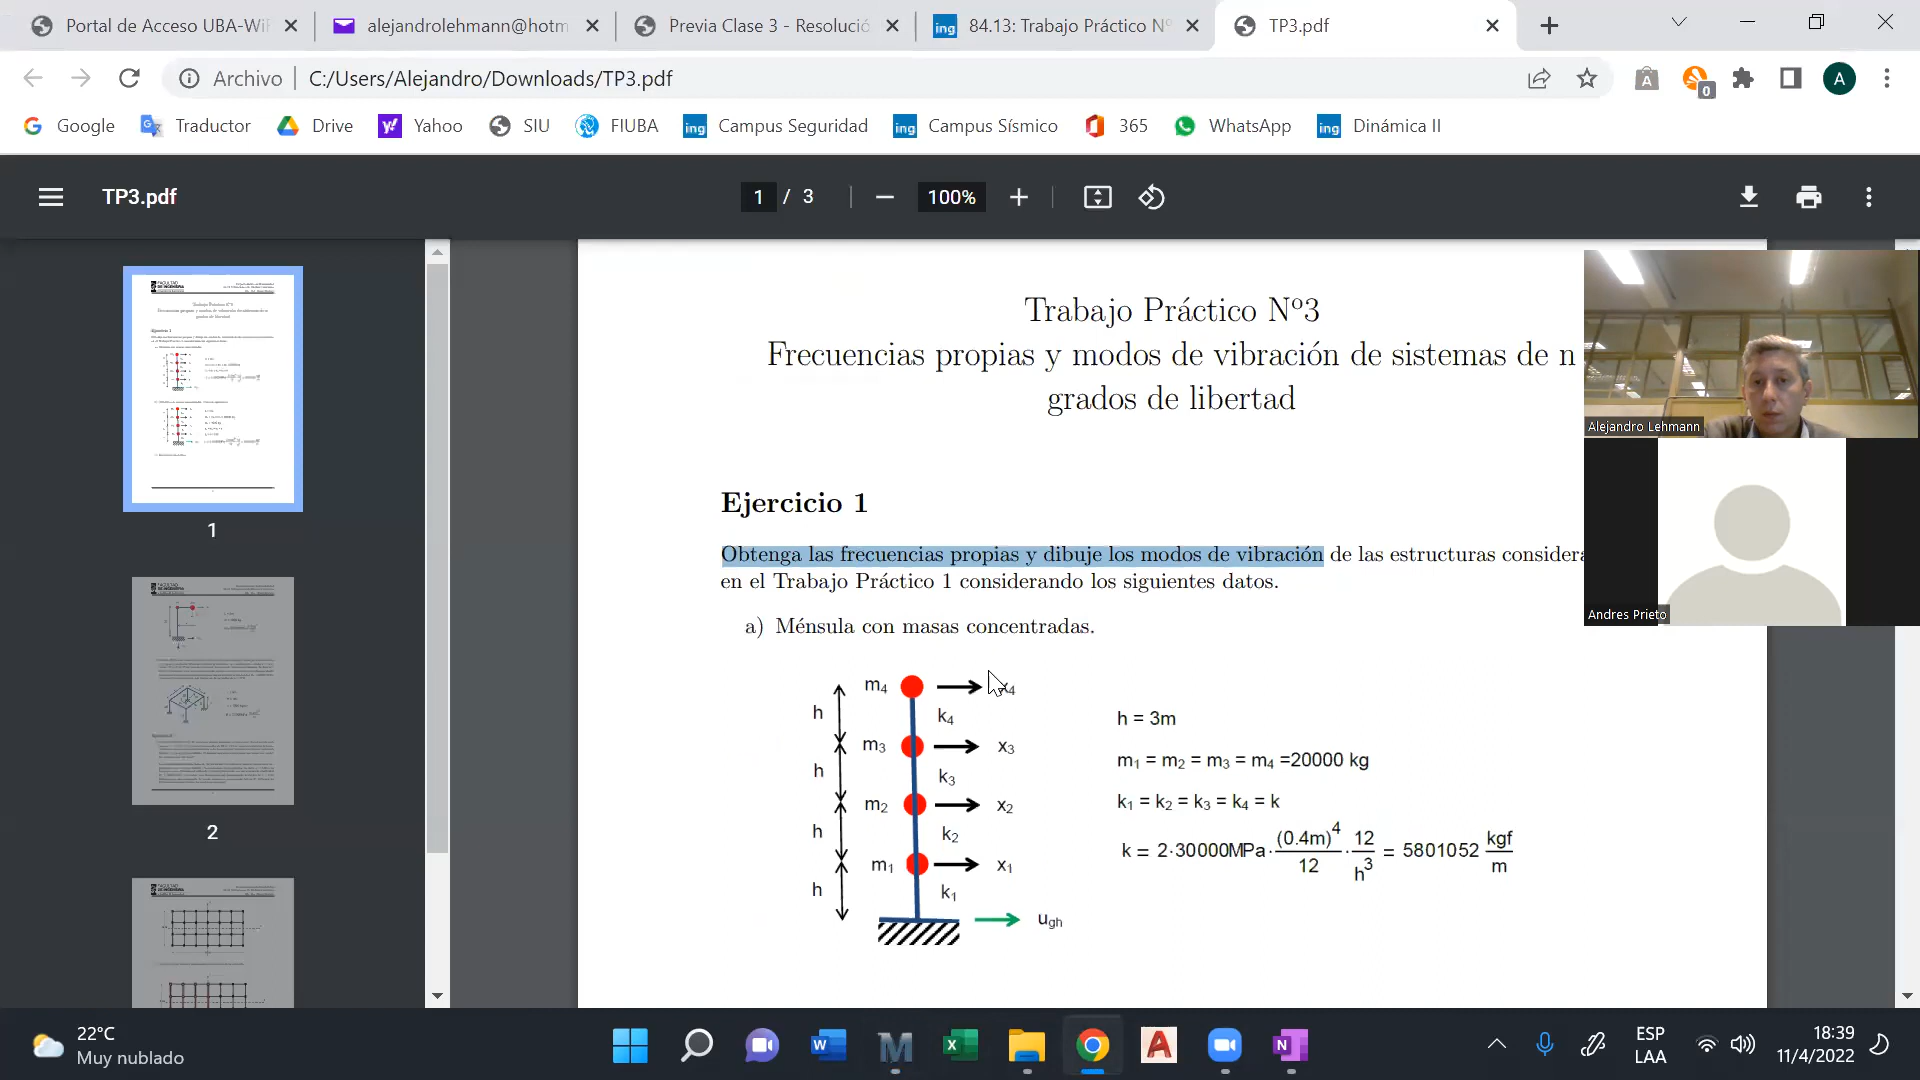 Portal de Acceso UBA-WiF
alejandrolehmann@hotm
Previa Clase 3 - Resolució
84.13: Trabajo Práctico Nº
TP3.pdf
Archivo
C:/Users/Alejandro/Downloads/TP3.pdf
0
A
Google
Traductor
Drive
Yahoo
SIU
FIUBA
Campus Seguridad
Campus Sísmico
365
WhatsApp
Dinámica II
TP3.pdf
1 / 3
100%
1
2
Trabajo Práctico Nº3
Frecuencias propias y modos de vibración de sistemas de n
grados de libertad
Ejercicio 1
Obtenga las frecuencias propias y dibuje los modos de vibración de las estructuras considera
en el Trabajo Práctico 1 considerando los siguientes datos.
a) Ménsula con masas concentradas.
m₄ x₄
h k₄
m₃ x₃
h k₃
m₂ x₂
h k₂
m₁ x₁
h k₁
u_gh
h = 3m
m₁ = m₂ = m₃ = m₄ =20000 kg
k₁ = k₂ = k₃ = k₄ = k
k = 2·30000MPa·(0.4m)⁴/12·12/h³ = 5801052 kgf/m
Alejandro Lehmann
Andres Prieto
22°C
Muy nublado
ESP
LAA
18:39
11/4/2022